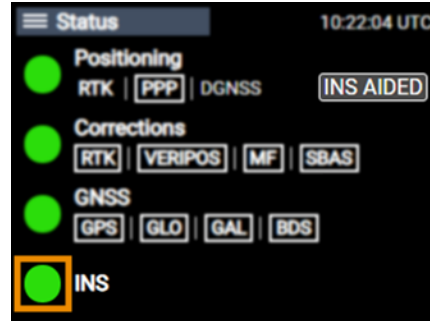 Status 10:22:04 UTC
Positioning
RTK | PPP | DGNSS INS AIDED
Corrections
RTK | VERIPOS | MF | SBAS
GNSS
GPS | GLO | GAL | BDS
INS